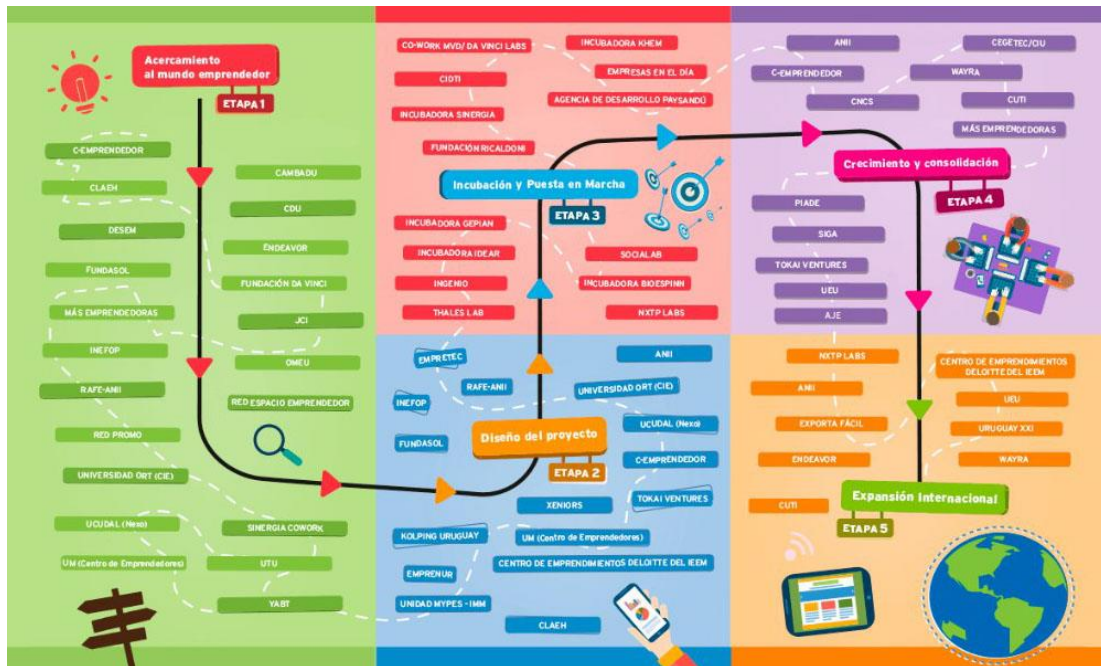 Acercamiento
al mundo emprendedor
ETAPA 1
C-EMPRENDEDOR
CLAEH
DESEM
FUNDASOL
MÁS EMPRENDEDORAS
INEFOP
RAFE-ANII
RED PROMO
UNIVERSIDAD ORT (CIE)
UCUDAL (Nexo)
UM (Centro de Emprendedores)
CAMBADU
CDU
ENDEAVOR
FUNDACIÓN DA VINCI
JCI
OMEU
RED ESPACIO EMPRENDEDOR
SINERGIA COWORK
UTU
YABT
CO-WORK MVD/ DA VINCI LABS
INCUBADORA KHEM
CIDTI
EMPRESAS EN EL DÍA
AGENCIA DE DESARROLLO PAYSANDÚ
INCUBADORA SINERGIA
FUNDACIÓN RICALDONI
Incubación y Puesta en Marcha
ETAPA 3
INCUBADORA GEPIAN
INCUBADORA IDEAR
SOCIALAB
INGENIO
INCUBADORA BIOESPINN
THALES LAB
NXTP LABS
EMPRETEC
ANII
RAFE-ANII
UNIVERSIDAD ORT (CIE)
INEFOP
UCUDAL (Nexo)
FUNDASOL
Diseño del proyecto
ETAPA 2
C-EMPRENDEDOR
TOKAI VENTURES
XENIORS
KOLPING URUGUAY
UM (Centro de Emprendedores)
EMPRENUR
CENTRO DE EMPRENDIMIENTOS DELOITTE DEL IEEM
UNIDAD MYPES - IMM
CLAEH
ANII
CEGETEC/CIU
C-EMPRENDEDOR
WAYRA
CNCS
CUTI
MÁS EMPRENDEDORAS
Crecimiento y consolidación
ETAPA 4
PIADE
SIGA
TOKAI VENTURES
UEU
AJE
NXTP LABS
CENTRO DE EMPRENDIMIENTOS
DELOITTE DEL IEEM
ANII
UEU
EXPORTA FÁCIL
URUGUAY XXI
ENDEAVOR
WAYRA
CUTI
Expansión Internacional
ETAPA 5